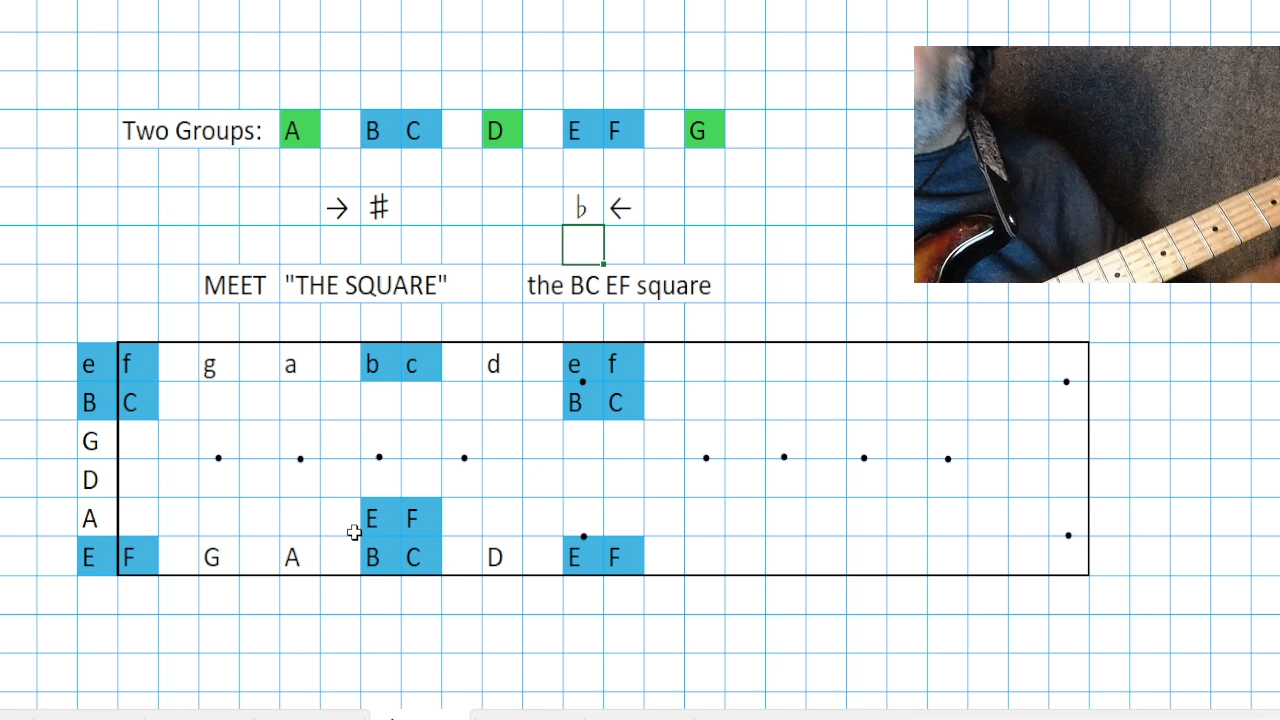 Two Groups: A B C D E F G
→ ♯ ♭ ←
MEET "THE SQUARE" the BC EF square
e f g a b c d e f
B C B C
G
D
A E F
E F G A B C D E F